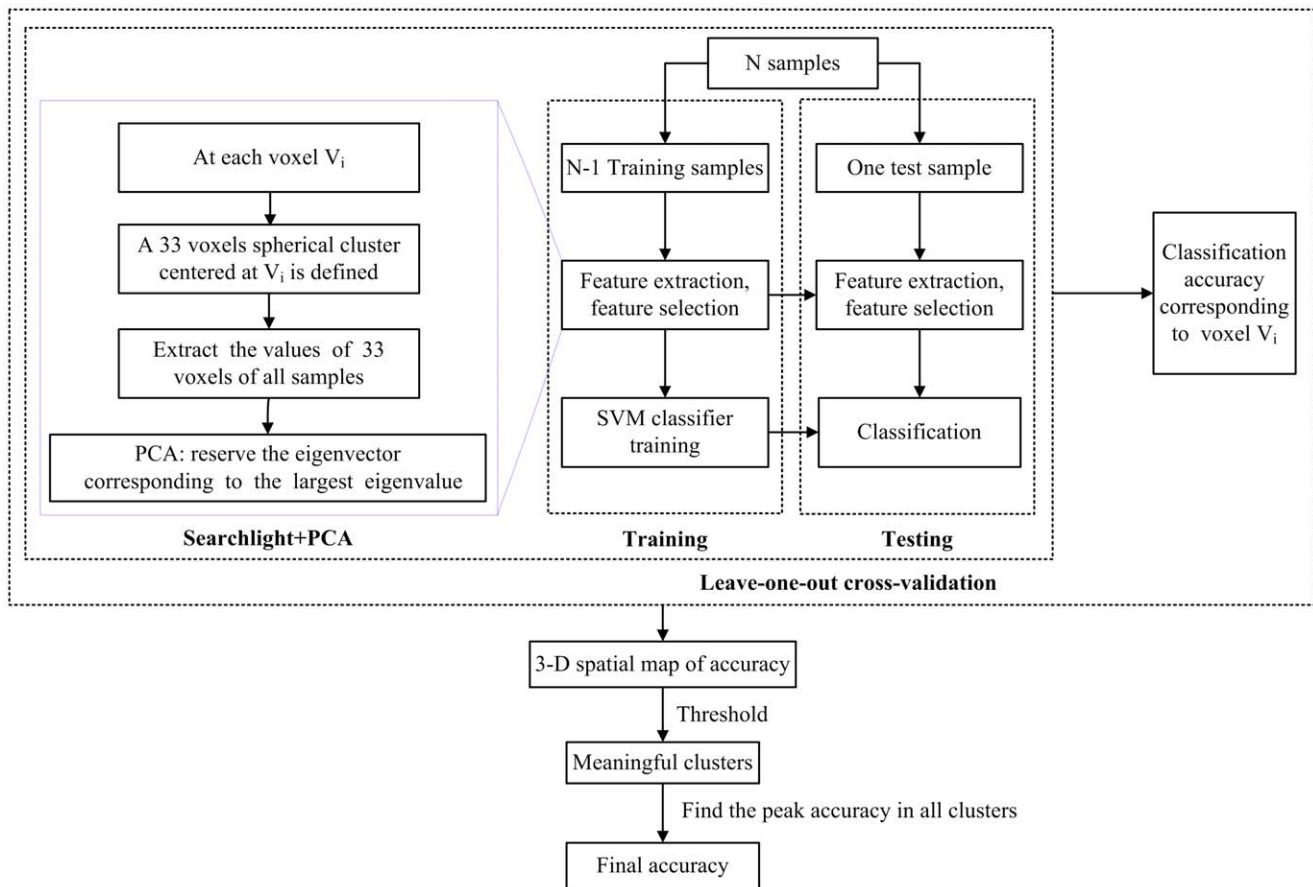 N samples
At each voxel Vi
A 33 voxels spherical cluster
centered at Vi is defined
Extract the values of 33
voxels of all samples
PCA: reserve the eigenvector
corresponding to the largest eigenvalue
Searchlight+PCA
N-1 Training samples
Feature extraction,
feature selection
SVM classifier
training
Training
One test sample
Feature extraction,
feature selection
Classification
Testing
Leave-one-out cross-validation
Classification
accuracy
corresponding
to voxel Vi
3-D spatial map of accuracy
Threshold
Meaningful clusters
Find the peak accuracy in all clusters
Final accuracy